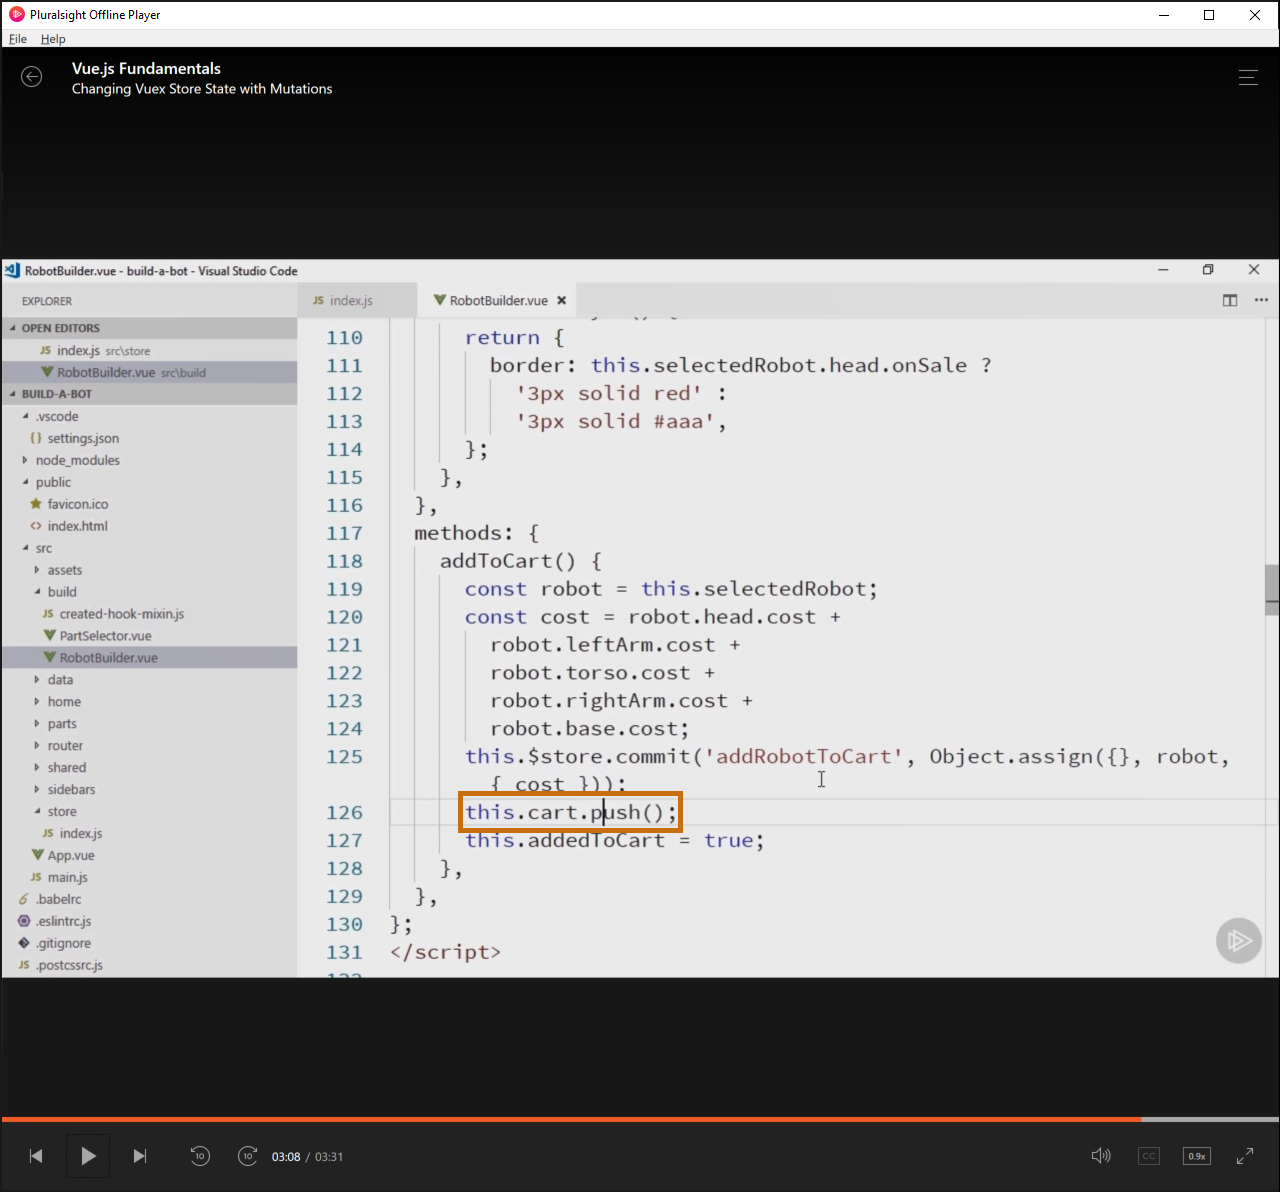 Pluralsight Offline Player
File Help
Vue.js Fundamentals
Changing Vuex Store State with Mutations
RobotBuilder.vue - build-a-bot - Visual Studio Code
EXPLORER
OPEN EDITORS
JS index.js src\store
RobotBuilder.vue src\build
BUILD-A-BOT
.vscode
{} settings.json
node_modules
public
favicon.ico
<> index.html
src
assets
build
JS created-hook-mixin.js
PartSelector.vue
RobotBuilder.vue
data
home
parts
router
shared
sidebars
store
JS index.js
App.vue
JS main.js
.babelrc
.eslintrc.js
.gitignore
JS .postcssrc.js
JS index.js
RobotBuilder.vue
110 return {
111 border: this.selectedRobot.head.onSale ?
112 '3px solid red' :
113 '3px solid #aaa',
114 };
115 },
116 },
117 methods: {
118 addToCart() {
119 const robot = this.selectedRobot;
120 const cost = robot.head.cost +
121 robot.leftArm.cost +
122 robot.torso.cost +
123 robot.rightArm.cost +
124 robot.base.cost;
125 this.$store.commit('addRobotToCart', Object.assign({}, robot,
{ cost }));
126 this.cart.push();
127 this.addedToCart = true;
128 },
129 },
130 };
131 </script>
10 10 03:08 / 03:31 CC 0.9x